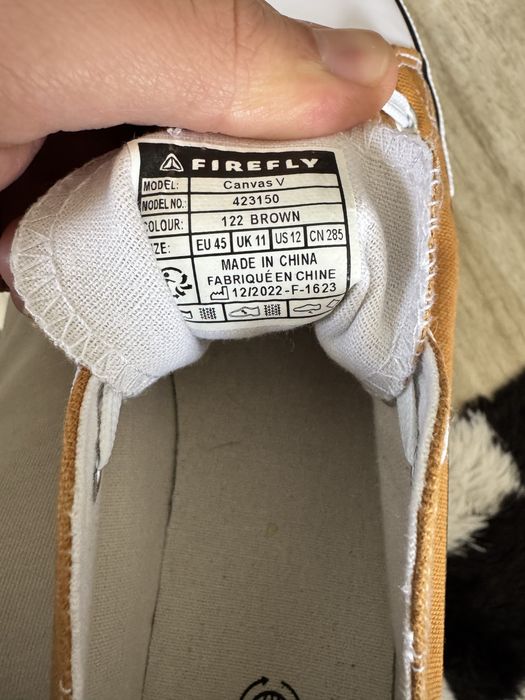 FIREFLY
MODEL: Canvas V
MODEL NO.: 423150
COLOUR: 122 BROWN
ZE: EU 45 UK 11 US 12 CN 285
MADE IN CHINA
FABRIQUÉ EN CHINE
12/2022-F-1623